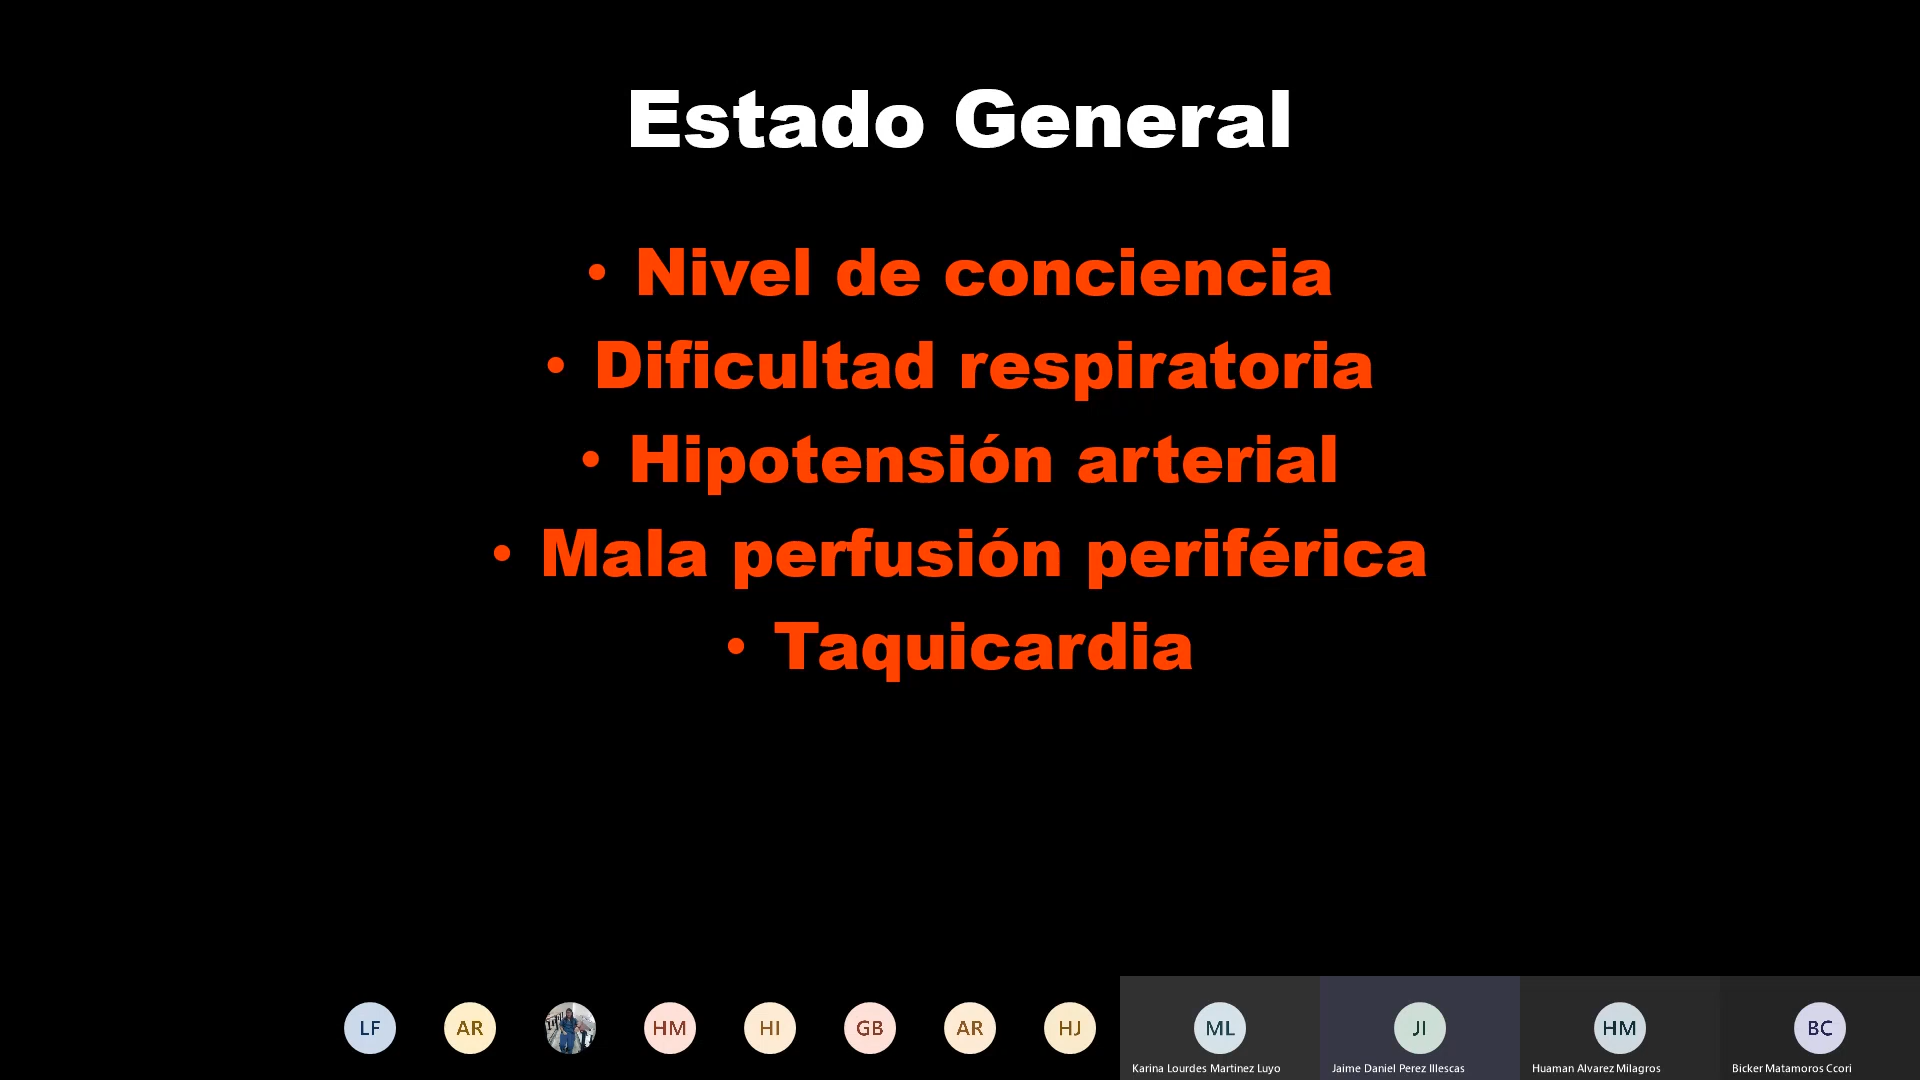 Estado General
• Nivel de conciencia
• Dificultad respiratoria
• Hipotensión arterial
• Mala perfusión periférica
• Taquicardia
LF AR HM HI GB AR HJ ML JI HM BC
Karina Lourdes Martinez Luyo Jaime Daniel Perez Illescas Huaman Alvarez Milagros Bicker Matamoros Ccori